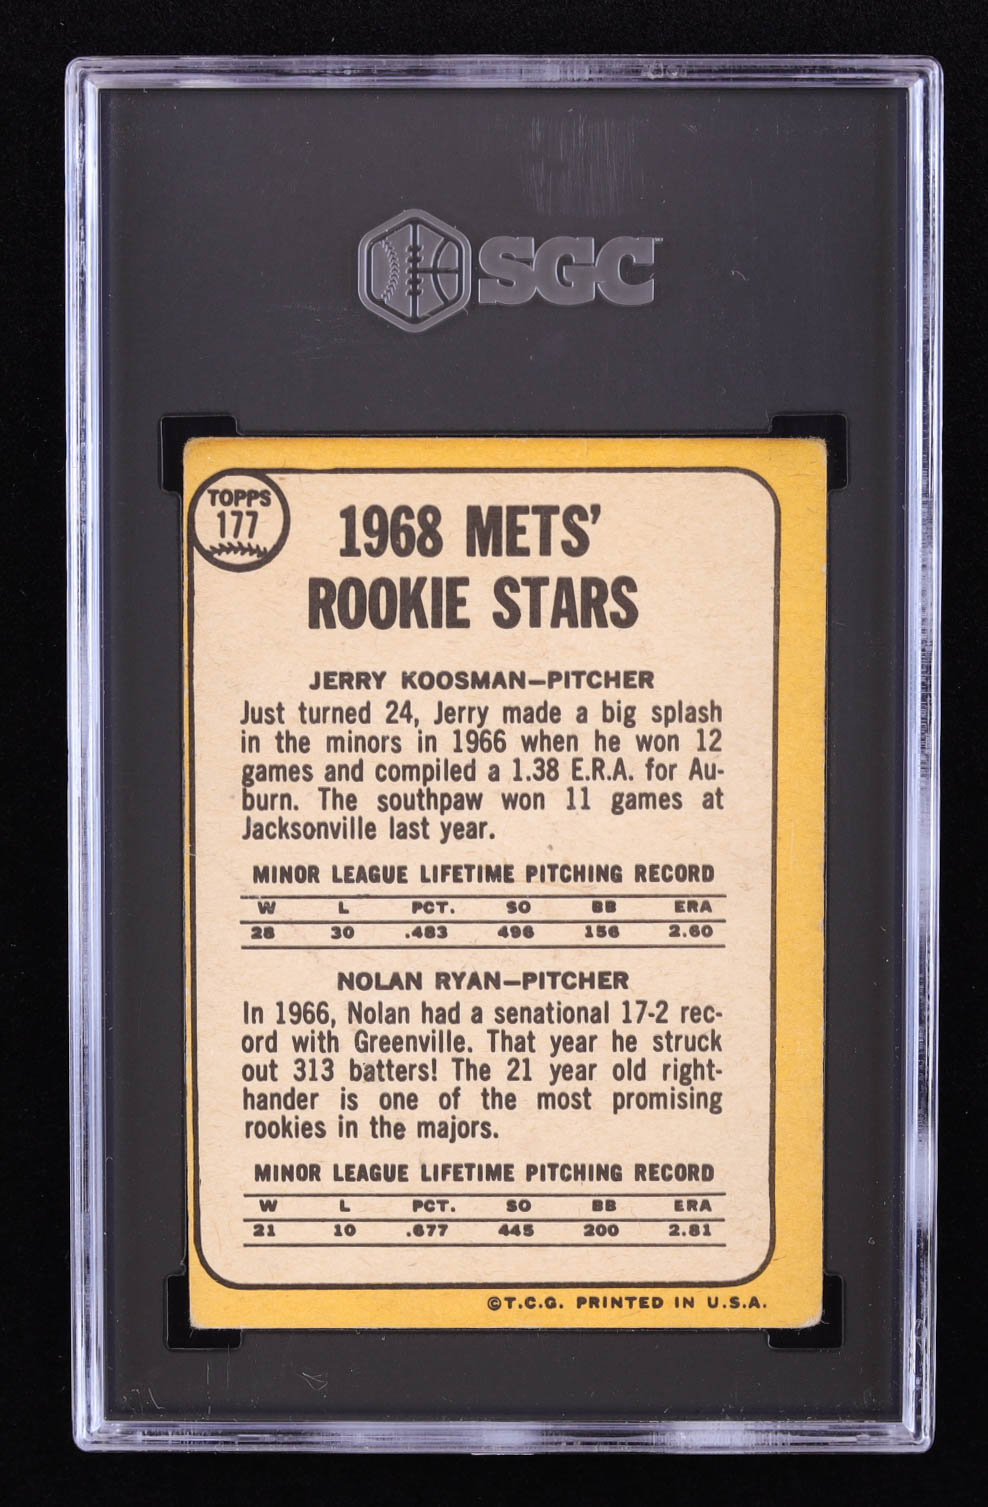 SGC
TOPPS
177
1968 METS'
ROOKIE STARS
JERRY KOOSMAN—PITCHER
Just turned 24, Jerry made a big splash
in the minors in 1966 when he won 12
games and compiled a 1.38 E.R.A. for Au-
burn. The southpaw won 11 games at
Jacksonville last year.
MINOR LEAGUE LIFETIME PITCHING RECORD
W L PCT. SO BB ERA
28 30 .483 496 156 2.60
NOLAN RYAN—PITCHER
In 1966, Nolan had a senational 17-2 rec-
ord with Greenville. That year he struck
out 313 batters! The 21 year old right-
hander is one of the most promising
rookies in the majors.
MINOR LEAGUE LIFETIME PITCHING RECORD
W L PCT. SO BB ERA
21 10 .677 445 200 2.81
©T.C.G. PRINTED IN U.S.A.